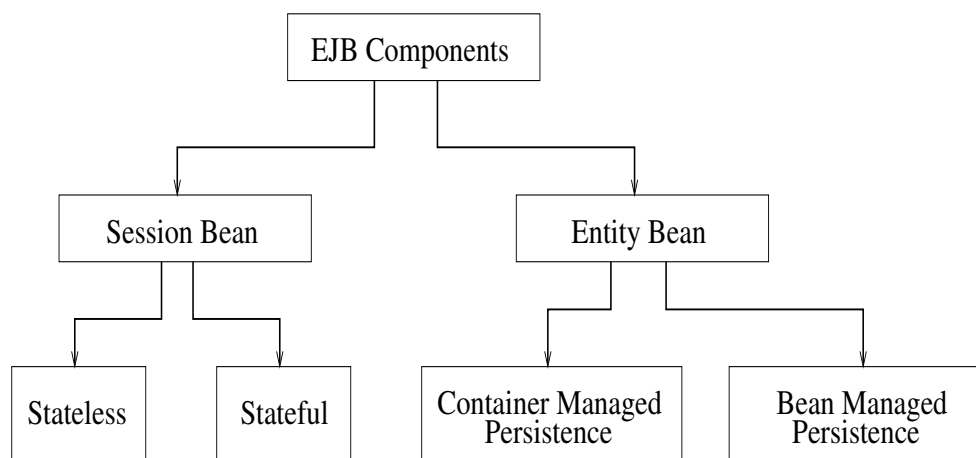 EJB Components
Session Bean
Entity Bean
Stateless
Stateful
Container Managed
Persistence
Bean Managed
Persistence